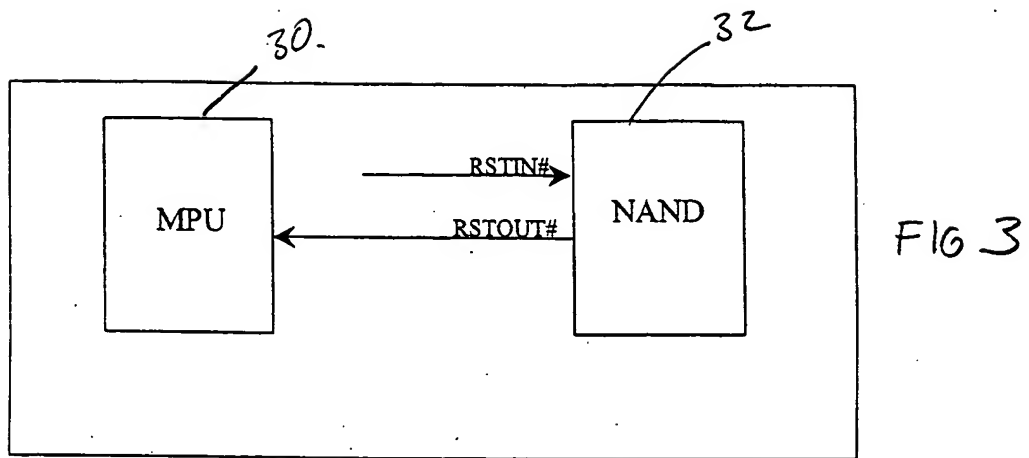 30.
32
RSTIN#
MPU
NAND
RSTOUT#
FIG 3